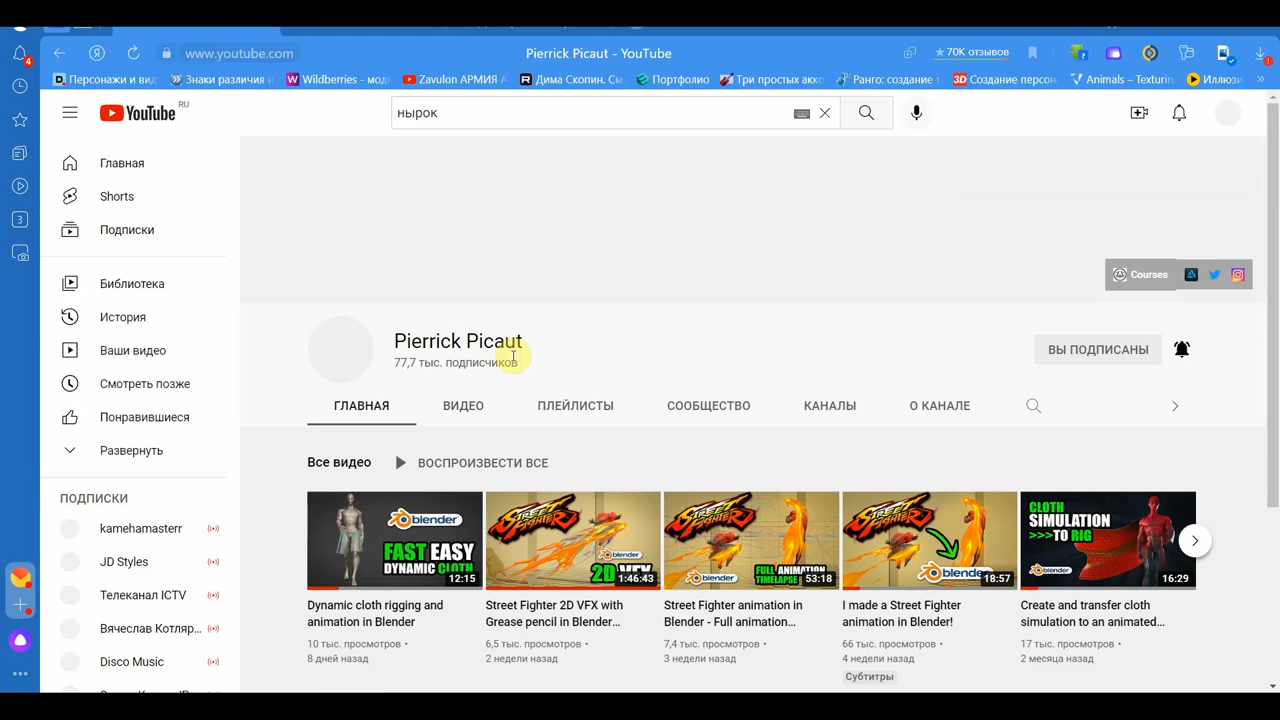 www.youtube.com
Pierrick Picaut - YouTube
70K отзывов
4
Персонажи и вид
Знаки различия г
Wildberries - мод
Zavulon АРМИЯ А
Дима Скопин. См
Портфолио
Три простых акко
Ранго: создание т
3D Создание персон
Animals – Texturin
Иллюзи
YouTube RU
нырок
Главная
Shorts
Подписки
3
Библиотека
История
Ваши видео
Смотреть позже
Понравившиеся
Развернуть
ПОДПИСКИ
kamehamasterr
JD Styles
Телеканал ICTV
Вячеслав Котляр...
Disco Music
Courses
Pierrick Picaut
77,7 тыс. подписчиков
ВЫ ПОДПИСАНЫ
ГЛАВНАЯ
ВИДЕО
ПЛЕЙЛИСТЫ
СООБЩЕСТВО
КАНАЛЫ
О КАНАЛЕ
Все видео
ВОСПРОИЗВЕСТИ ВСЕ
blender
FAST EASY
DYNAMIC CLOTH
12:15
Dynamic cloth rigging and
animation in Blender
10 тыс. просмотров •
8 дней назад
STREET FIGHTER
blender
2D VFX
1:46:43
Street Fighter 2D VFX with
Grease pencil in Blender...
6,5 тыс. просмотров •
2 недели назад
STREET FIGHTER
blender
FULL ANIMATION
TIMELAPSE
53:18
Street Fighter animation in
Blender - Full animation...
7,4 тыс. просмотров •
3 недели назад
STREET FIGHTER
blender
18:57
I made a Street Fighter
animation in Blender!
66 тыс. просмотров •
4 недели назад
Субтитры
CLOTH
SIMULATION
>>>TO RIG
16:29
Create and transfer cloth
simulation to an animated...
17 тыс. просмотров •
2 месяца назад